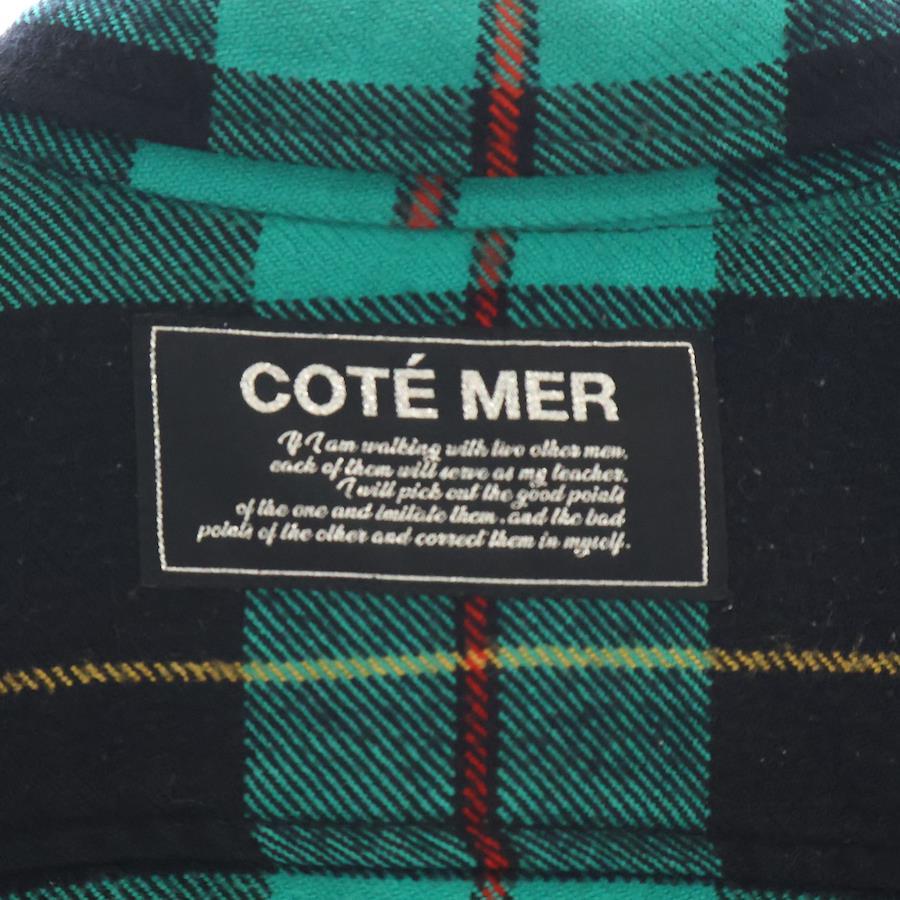 COTÉ MER
If I am walking with two other men,
each of them will serve as my teacher.
I will pick out the good points
of the one and imitate them, and the bad
points of the other and correct them in myself.